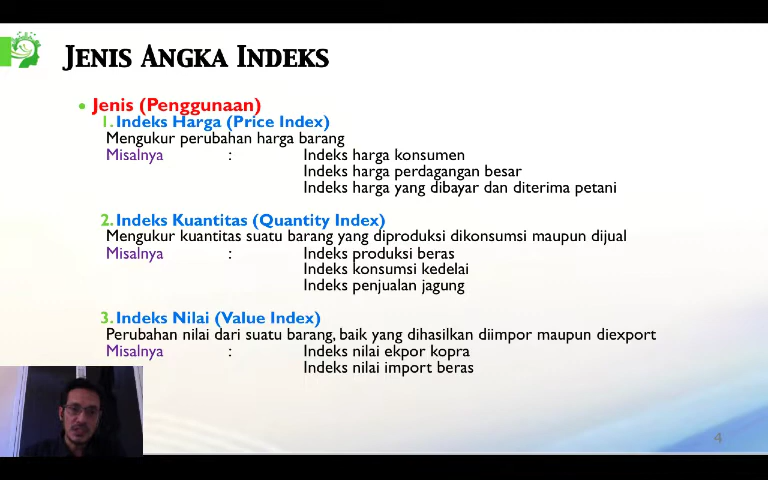 JENIS ANGKA INDEKS
• Jenis (Penggunaan)
1. Indeks Harga (Price Index)
Mengukur perubahan harga barang
Misalnya : Indeks harga konsumen
Indeks harga perdagangan besar
Indeks harga yang dibayar dan diterima petani
2. Indeks Kuantitas (Quantity Index)
Mengukur kuantitas suatu barang yang diproduksi dikonsumsi maupun dijual
Misalnya : Indeks produksi beras
Indeks konsumsi kedelai
Indeks penjualan jagung
3. Indeks Nilai (Value Index)
Perubahan nilai dari suatu barang, baik yang dihasilkan diimpor maupun diexport
Misalnya : Indeks nilai ekpor kopra
Indeks nilai import beras
4